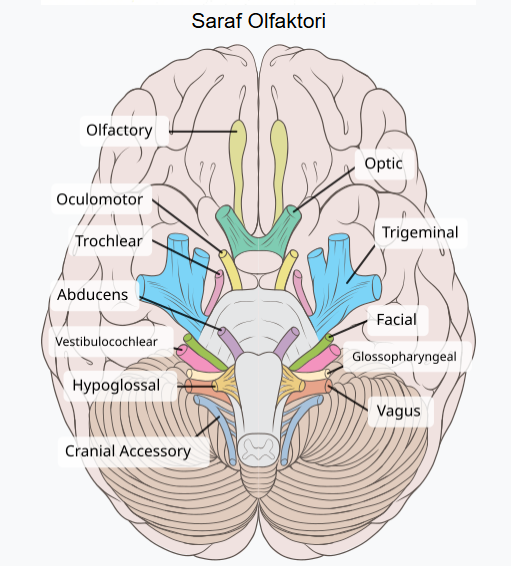 Saraf Olfaktori
Olfactory
Optic
Oculomotor
Trochlear
Trigeminal
Abducens
Facial
Vestibulocochlear
Glossopharyngeal
Hypoglossal
Vagus
Cranial Accessory